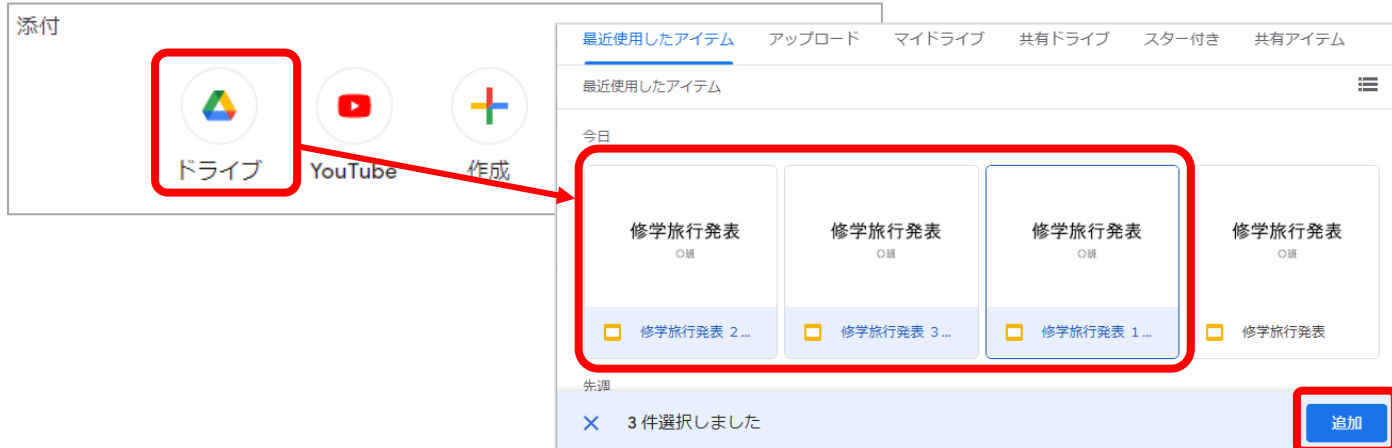 添付
ドライブ
YouTube
作成
最近使用したアイテム アップロード マイドライブ 共有ドライブ スター付き 共有アイテム
最近使用したアイテム
今日
修学旅行発表 修学旅行発表 修学旅行発表 修学旅行発表
〇班 〇班 〇班 〇班
修学旅行発表 2... 修学旅行発表 3... 修学旅行発表 1... 修学旅行発表
先週
3 件選択しました
追加